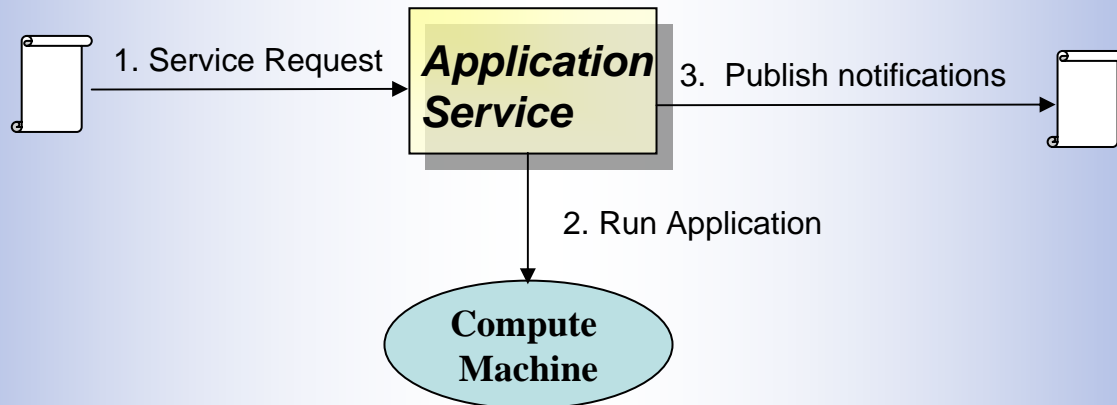 1. Service Request
Application
Service
3. Publish notifications
2. Run Application
Compute
Machine